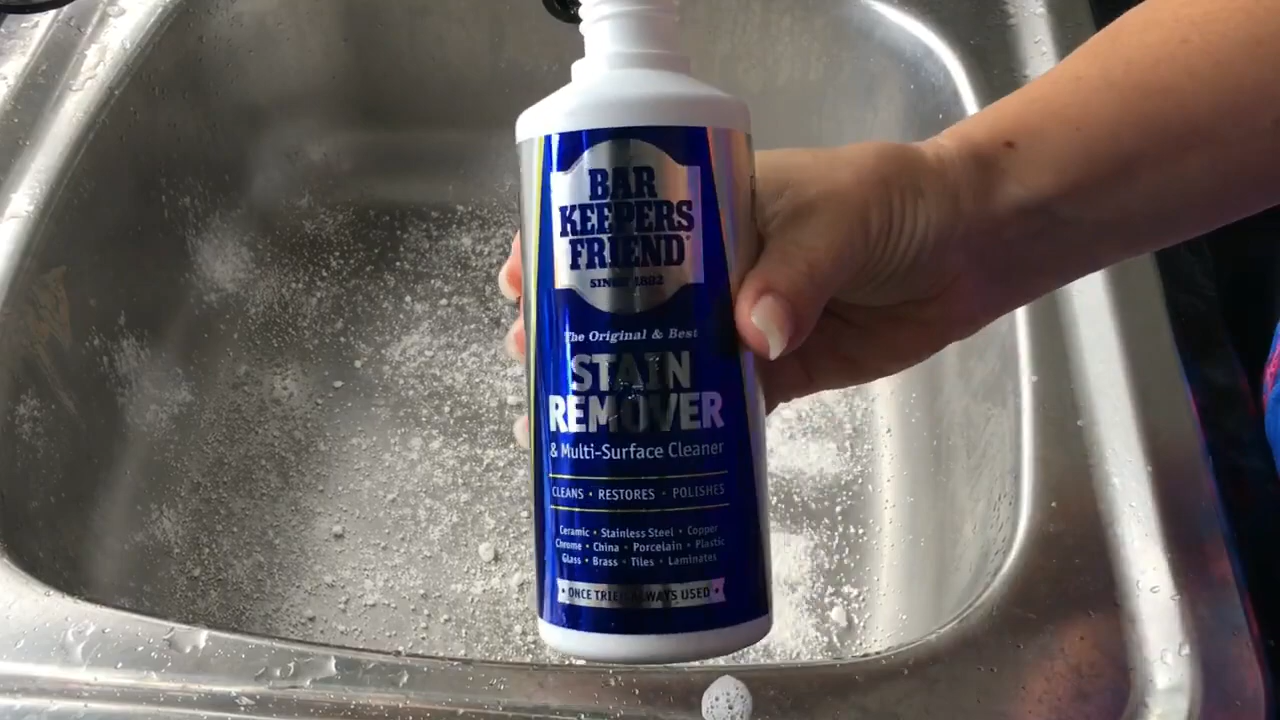 BAR
KEEPERS
FRIEND®
SINCE 1882
The Original & Best
STAIN
REMOVER
& Multi-Surface Cleaner
CLEANS • RESTORES • POLISHES
Ceramic • Stainless Steel • Copper
Chrome • China • Porcelain • Plastic
Glass • Brass • Tiles • Laminates
• ONCE TRIED ALWAYS USED •